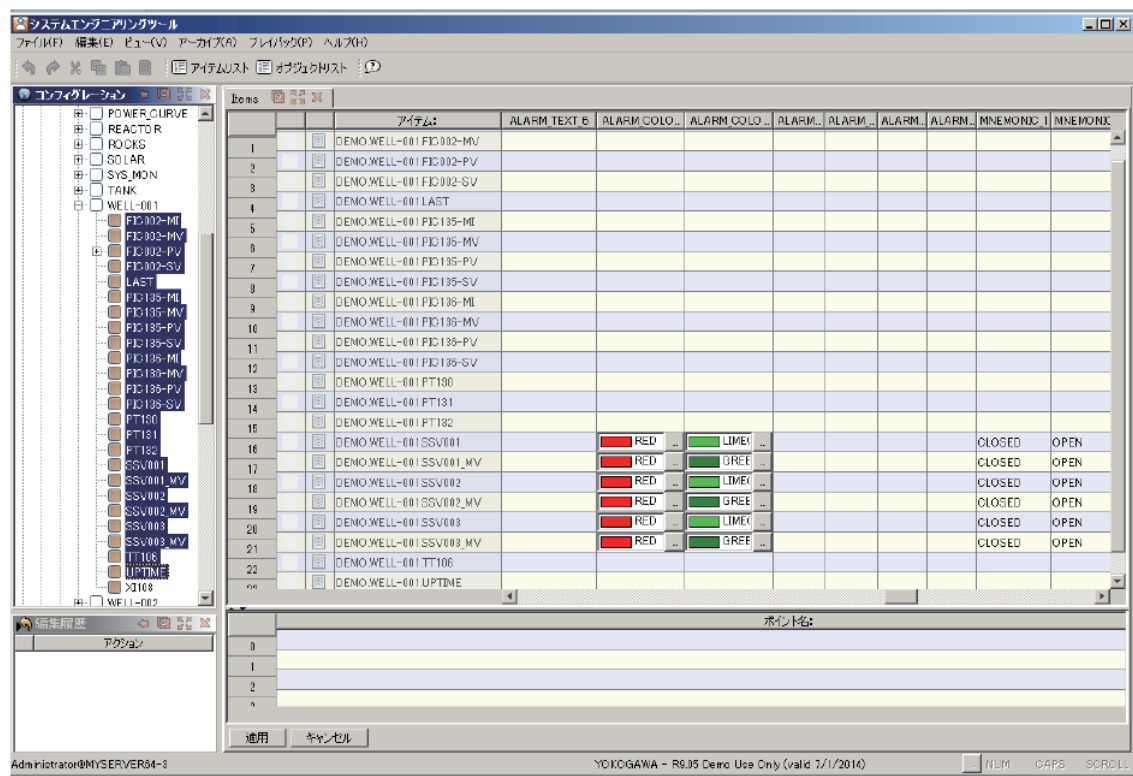 システムエンジニアリングツール
ファイル(F) 編集(E) ビュー(V) アーカイブ(A) プレイバック(P) ヘルプ(H)
アイテムリスト オブジェクトリスト
コンフィグレーション
POWER_CURVE
REACTOR
ROCKS
SOLAR
SYS_MON
TANK
WELL-001
FIC002-MI
FIC002-MV
FIC002-PV
FIC002-SV
LAST
PIC135-MI
PIC135-MV
PIC135-PV
PIC135-SV
PIC136-MI
PIC136-MV
PIC136-PV
PIC136-SV
PT130
PT131
PT132
SSV001
SSV001_MV
SSV002
SSV002_MV
SSV003
SSV003_MV
TT106
UPTIME
XI108
WELL-002
編集履歴
アクション
Items
アイテム: ALARM_TEXT_6 ALARM_COLO... ALARM_COLO... ALARM... ALARM_... ALARM... ALARM... MNEMONIC_1 MNEMONIC
1 DEMO.WELL-001.FIC002-MV
2 DEMO.WELL-001.FIC002-PV
3 DEMO.WELL-001.FIC002-SV
4 DEMO.WELL-001.LAST
5 DEMO.WELL-001.PIC135-MI
6 DEMO.WELL-001.PIC135-MV
7 DEMO.WELL-001.PIC135-PV
8 DEMO.WELL-001.PIC135-SV
9 DEMO.WELL-001.PIC136-MI
10 DEMO.WELL-001.PIC136-MV
11 DEMO.WELL-001.PIC136-PV
12 DEMO.WELL-001.PIC136-SV
13 DEMO.WELL-001.PT130
14 DEMO.WELL-001.PT131
15 DEMO.WELL-001.PT132
16 DEMO.WELL-001.SSV001 RED ... LIME( ... CLOSED OPEN
17 DEMO.WELL-001.SSV001_MV RED ... GREE ... CLOSED OPEN
18 DEMO.WELL-001.SSV002 RED ... LIME( ... CLOSED OPEN
19 DEMO.WELL-001.SSV002_MV RED ... GREE ... CLOSED OPEN
20 DEMO.WELL-001.SSV003 RED ... LIME( ... CLOSED OPEN
21 DEMO.WELL-001.SSV003_MV RED ... GREE ... CLOSED OPEN
22 DEMO.WELL-001.TT106
DEMO.WELL-001.UPTIME
ポイント名:
0
1
2
適用 キャンセル
Administrator@MYSERVER64-3 YOKOGAWA - R9.05 Demo Use Only (valid 7/1/2014) ... NUM CAPS SCROLL